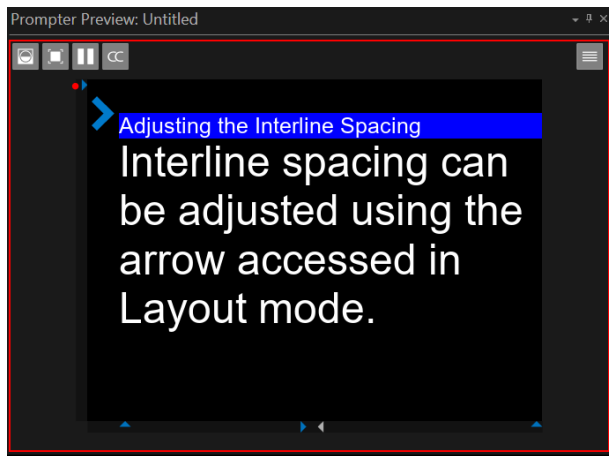 Prompter Preview: Untitled
CC
Adjusting the Interline Spacing
Interline spacing can
be adjusted using the
arrow accessed in
Layout mode.